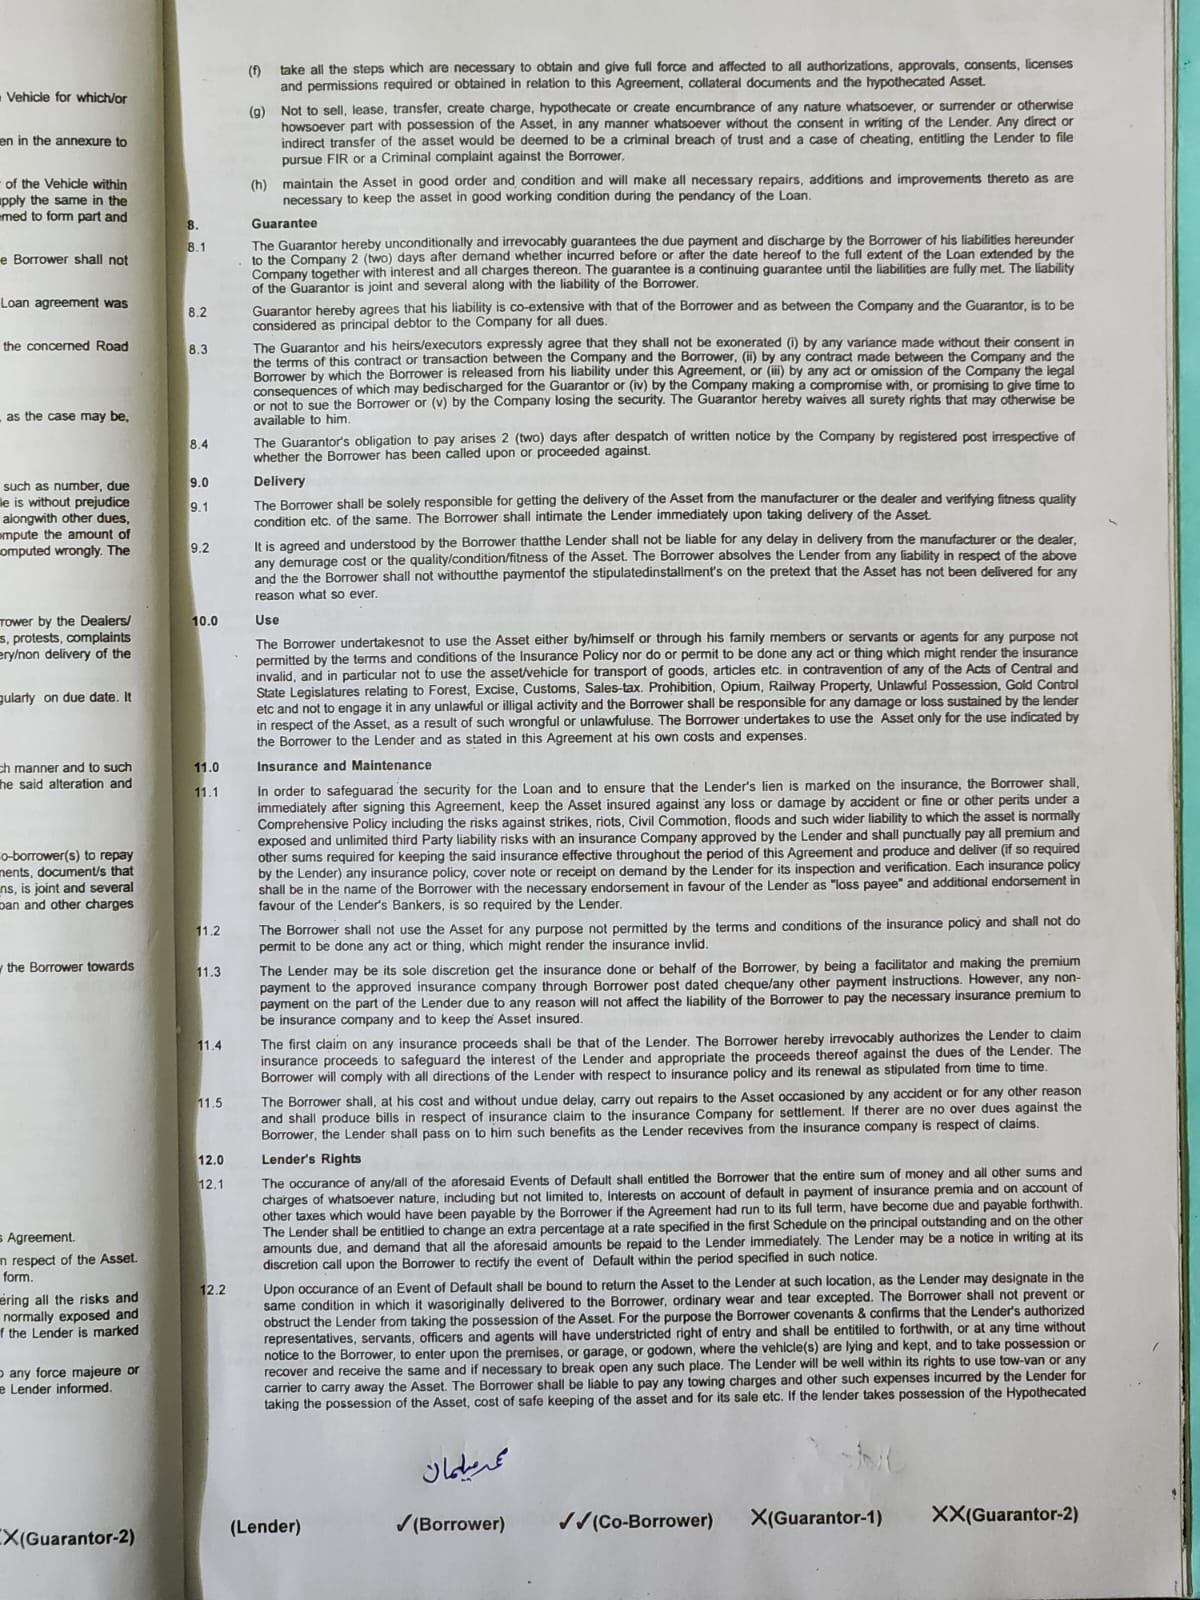 Vehicle for which/or
en in the annexure to
of the Vehicle within
apply the same in the
emed to form part and
e Borrower shall not
Loan agreement was
the concerned Road
, as the case may be,
such as number, due
le is without prejudice
alongwith other dues,
ompute the amount of
omputed wrongly. The
rower by the Dealers/
s, protests, complaints
ery/non delivery of the
gularly on due date. It
ch manner and to such
he said alteration and
o-borrower(s) to repay
ments, document/s that
ns, is joint and several
oan and other charges
y the Borrower towards
s Agreement.
n respect of the Asset.
form.
ering all the risks and
normally exposed and
f the Lender is marked
o any force majeure or
e Lender informed.
X(Guarantor-2)
(f) take all the steps which are necessary to obtain and give full force and affected to all authorizations, approvals, consents, licenses
and permissions required or obtained in relation to this Agreement, collateral documents and the hypothecated Asset.
(g) Not to sell, lease, transfer, create charge, hypothecate or create encumbrance of any nature whatsoever, or surrender or otherwise
howsoever part with possession of the Asset, in any manner whatsoever without the consent in writing of the Lender. Any direct or
indirect transfer of the asset would be deemed to be a criminal breach of trust and a case of cheating, entitling the Lender to file
pursue FIR or a Criminal complaint against the Borrower.
(h) maintain the Asset in good order and condition and will make all necessary repairs, additions and improvements thereto as are
necessary to keep the asset in good working condition during the pendancy of the Loan.
8. Guarantee
8.1 The Guarantor hereby unconditionally and irrevocably guarantees the due payment and discharge by the Borrower of his liabilities hereunder
to the Company 2 (two) days after demand whether incurred before or after the date hereof to the full extent of the Loan extended by the
Company together with interest and all charges thereon. The guarantee is a continuing guarantee until the liabilities are fully met. The liability
of the Guarantor is joint and several along with the liability of the Borrower.
8.2 Guarantor hereby agrees that his liability is co-extensive with that of the Borrower and as between the Company and the Guarantor, is to be
considered as principal debtor to the Company for all dues.
8.3 The Guarantor and his heirs/executors expressly agree that they shall not be exonerated (i) by any variance made without their consent in
the terms of this contract or transaction between the Company and the Borrower, (ii) by any contract made between the Company and the
Borrower by which the Borrower is released from his liability under this Agreement, or (iii) by any act or omission of the Company the legal
consequences of which may bedischarged for the Guarantor or (iv) by the Company making a compromise with, or promising to give time to
or not to sue the Borrower or (v) by the Company losing the security. The Guarantor hereby waives all surety rights that may otherwise be
available to him.
8.4 The Guarantor's obligation to pay arises 2 (two) days after despatch of written notice by the Company by registered post irrespective of
whether the Borrower has been called upon or proceeded against.
9.0 Delivery
9.1 The Borrower shall be solely responsible for getting the delivery of the Asset from the manufacturer or the dealer and verifying fitness quality
condition etc. of the same. The Borrower shall intimate the Lender immediately upon taking delivery of the Asset.
9.2 It is agreed and understood by the Borrower thatthe Lender shall not be liable for any delay in delivery from the manufacturer or the dealer,
any demurage cost or the quality/condition/fitness of the Asset. The Borrower absolves the Lender from any liability in respect of the above
and the the Borrower shall not withoutthe paymentof the stipulatedinstallment's on the pretext that the Asset has not been delivered for any
reason what so ever.
10.0 Use
The Borrower undertakesnot to use the Asset either by/himself or through his family members or servants or agents for any purpose not
permitted by the terms and conditions of the Insurance Policy nor do or permit to be done any act or thing which might render the insurance
invalid, and in particular not to use the asset/vehicle for transport of goods, articles etc. in contravention of any of the Acts of Central and
State Legislatures relating to Forest, Excise, Customs, Sales-tax. Prohibition, Opium, Railway Property, Unlawful Possession, Gold Control
etc and not to engage it in any unlawful or illigal activity and the Borrower shall be responsible for any damage or loss sustained by the lender
in respect of the Asset, as a result of such wrongful or unlawfuluse. The Borrower undertakes to use the Asset only for the use indicated by
the Borrower to the Lender and as stated in this Agreement at his own costs and expenses.
11.0 Insurance and Maintenance
11.1 In order to safeguarad the security for the Loan and to ensure that the Lender's lien is marked on the insurance, the Borrower shall,
immediately after signing this Agreement, keep the Asset insured against any loss or damage by accident or fine or other perits under a
Comprehensive Policy including the risks against strikes, riots, Civil Commotion, floods and such wider liability to which the asset is normally
exposed and unlimited third Party liability risks with an insurance Company approved by the Lender and shall punctually pay all premium and
other sums required for keeping the said insurance effective throughout the period of this Agreement and produce and deliver (if so required
by the Lender) any insurance policy, cover note or receipt on demand by the Lender for its inspection and verification. Each insurance policy
shall be in the name of the Borrower with the necessary endorsement in favour of the Lender as "loss payee" and additional endorsement in
favour of the Lender's Bankers, is so required by the Lender.
11.2 The Borrower shall not use the Asset for any purpose not permitted by the terms and conditions of the insurance policy and shall not do
permit to be done any act or thing, which might render the insurance invlid.
11.3 The Lender may be its sole discretion get the insurance done or behalf of the Borrower, by being a facilitator and making the premium
payment to the approved insurance company through Borrower post dated cheque/any other payment instructions. However, any non-
payment on the part of the Lender due to any reason will not affect the liability of the Borrower to pay the necessary insurance premium to
be insurance company and to keep the Asset insured.
11.4 The first claim on any insurance proceeds shall be that of the Lender. The Borrower hereby irrevocably authorizes the Lender to claim
insurance proceeds to safeguard the interest of the Lender and appropriate the proceeds thereof against the dues of the Lender. The
Borrower will comply with all directions of the Lender with respect to insurance policy and its renewal as stipulated from time to time.
11.5 The Borrower shall, at his cost and without undue delay, carry out repairs to the Asset occasioned by any accident or for any other reason
and shall produce bills in respect of insurance claim to the insurance Company for settlement. If therer are no over dues against the
Borrower, the Lender shall pass on to him such benefits as the Lender recevives from the insurance company is respect of claims.
12.0 Lender's Rights
12.1 The occurance of any/all of the aforesaid Events of Default shall entitled the Borrower that the entire sum of money and all other sums and
charges of whatsoever nature, including but not limited to, Interests on account of default in payment of insurance premia and on account of
other taxes which would have been payable by the Borrower if the Agreement had run to its full term, have become due and payable forthwith.
The Lender shall be entitlied to change an extra percentage at a rate specified in the first Schedule on the principal outstanding and on the other
amounts due, and demand that all the aforesaid amounts be repaid to the Lender immediately. The Lender may be a notice in writing at its
discretion call upon the Borrower to rectify the event of Default within the period specified in such notice.
12.2 Upon occurance of an Event of Default shall be bound to return the Asset to the Lender at such location, as the Lender may designate in the
same condition in which it wasoriginally delivered to the Borrower, ordinary wear and tear excepted. The Borrower shall not prevent or
obstruct the Lender from taking the possession of the Asset. For the purpose the Borrower covenants & confirms that the Lender's authorized
representatives, servants, officers and agents will have understricted right of entry and shall be entitiled to forthwith, or at any time without
notice to the Borrower, to enter upon the premises, or garage, or godown, where the vehicle(s) are lying and kept, and to take possession or
recover and receive the same and if necessary to break open any such place. The Lender will be well within its rights to use tow-van or any
carrier to carry away the Asset. The Borrower shall be liable to pay any towing charges and other such expenses incurred by the Lender for
taking the possession of the Asset, cost of safe keeping of the asset and for its sale etc. If the lender takes possession of the Hypothecated
محمد سلمان
(Lender) ✓(Borrower) ✓✓(Co-Borrower) X(Guarantor-1) XX(Guarantor-2)